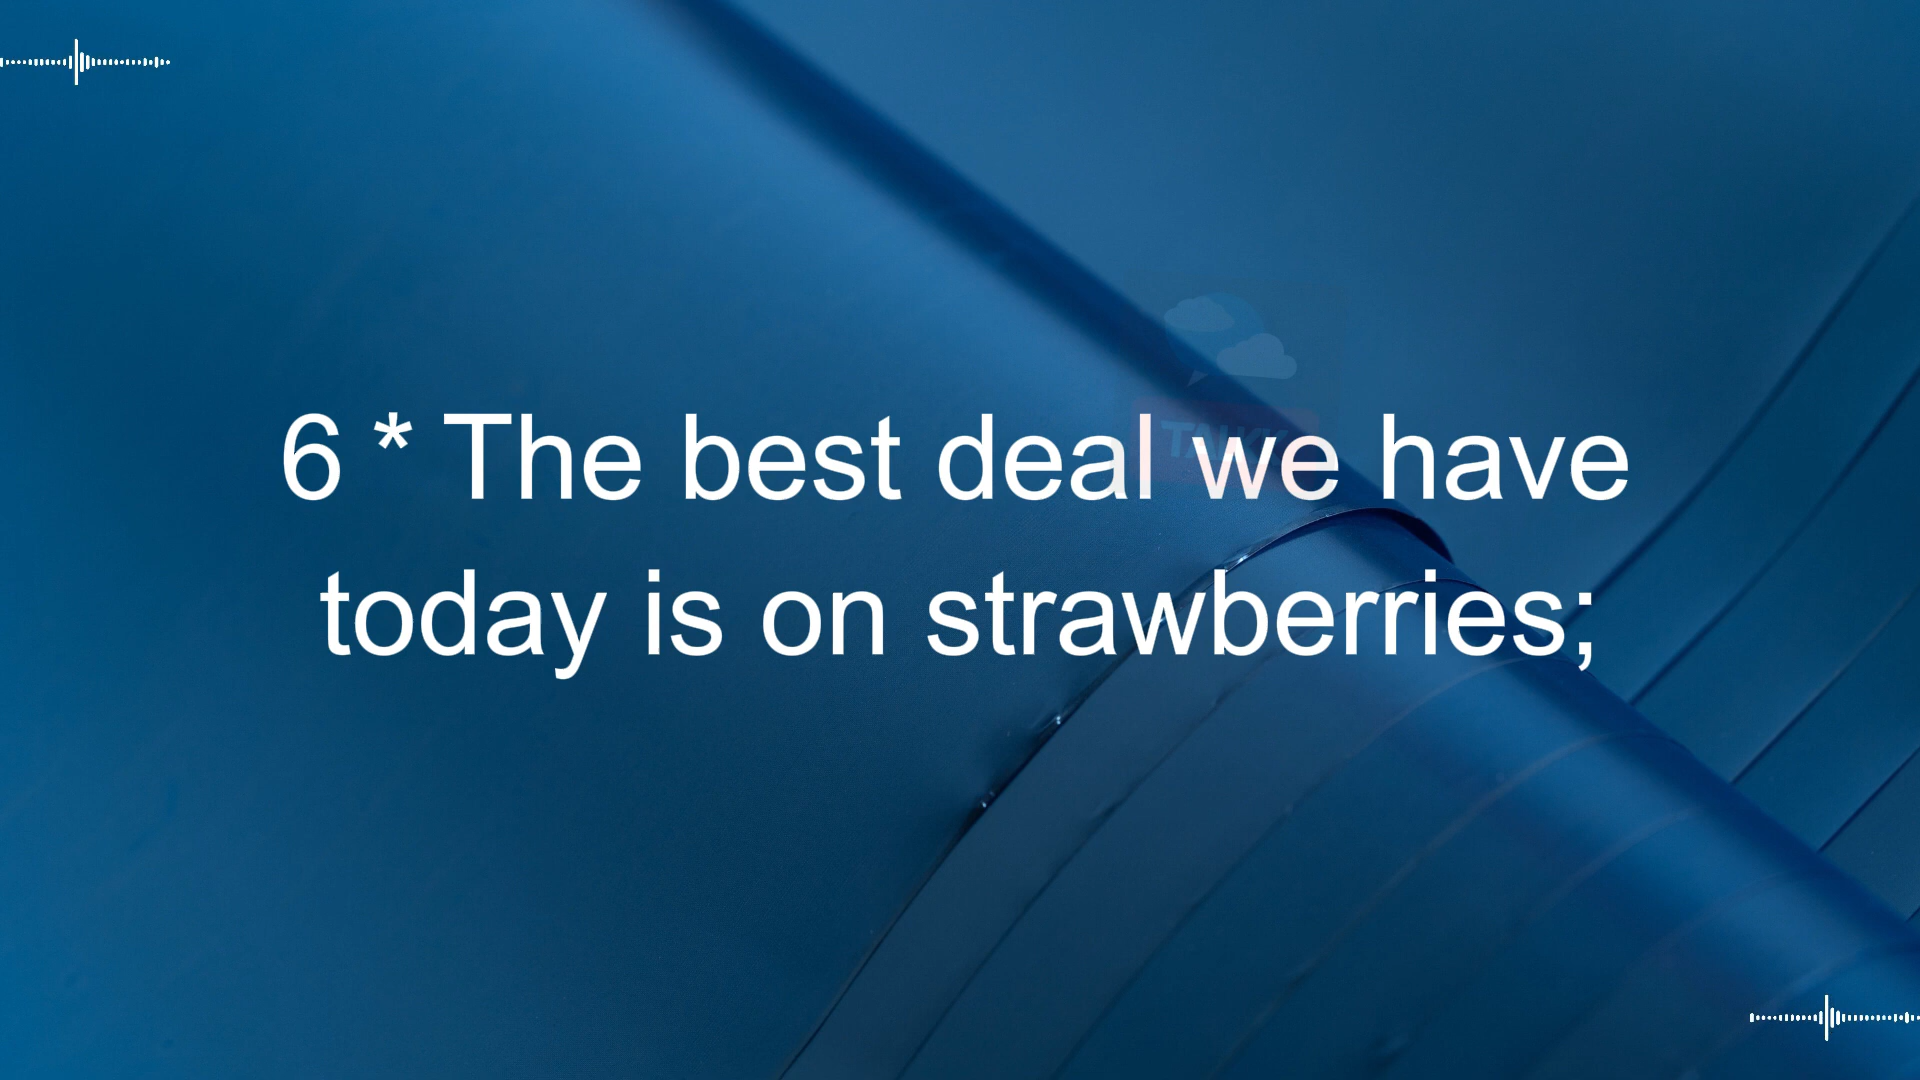 6 * The best deal we have
today is on strawberries;